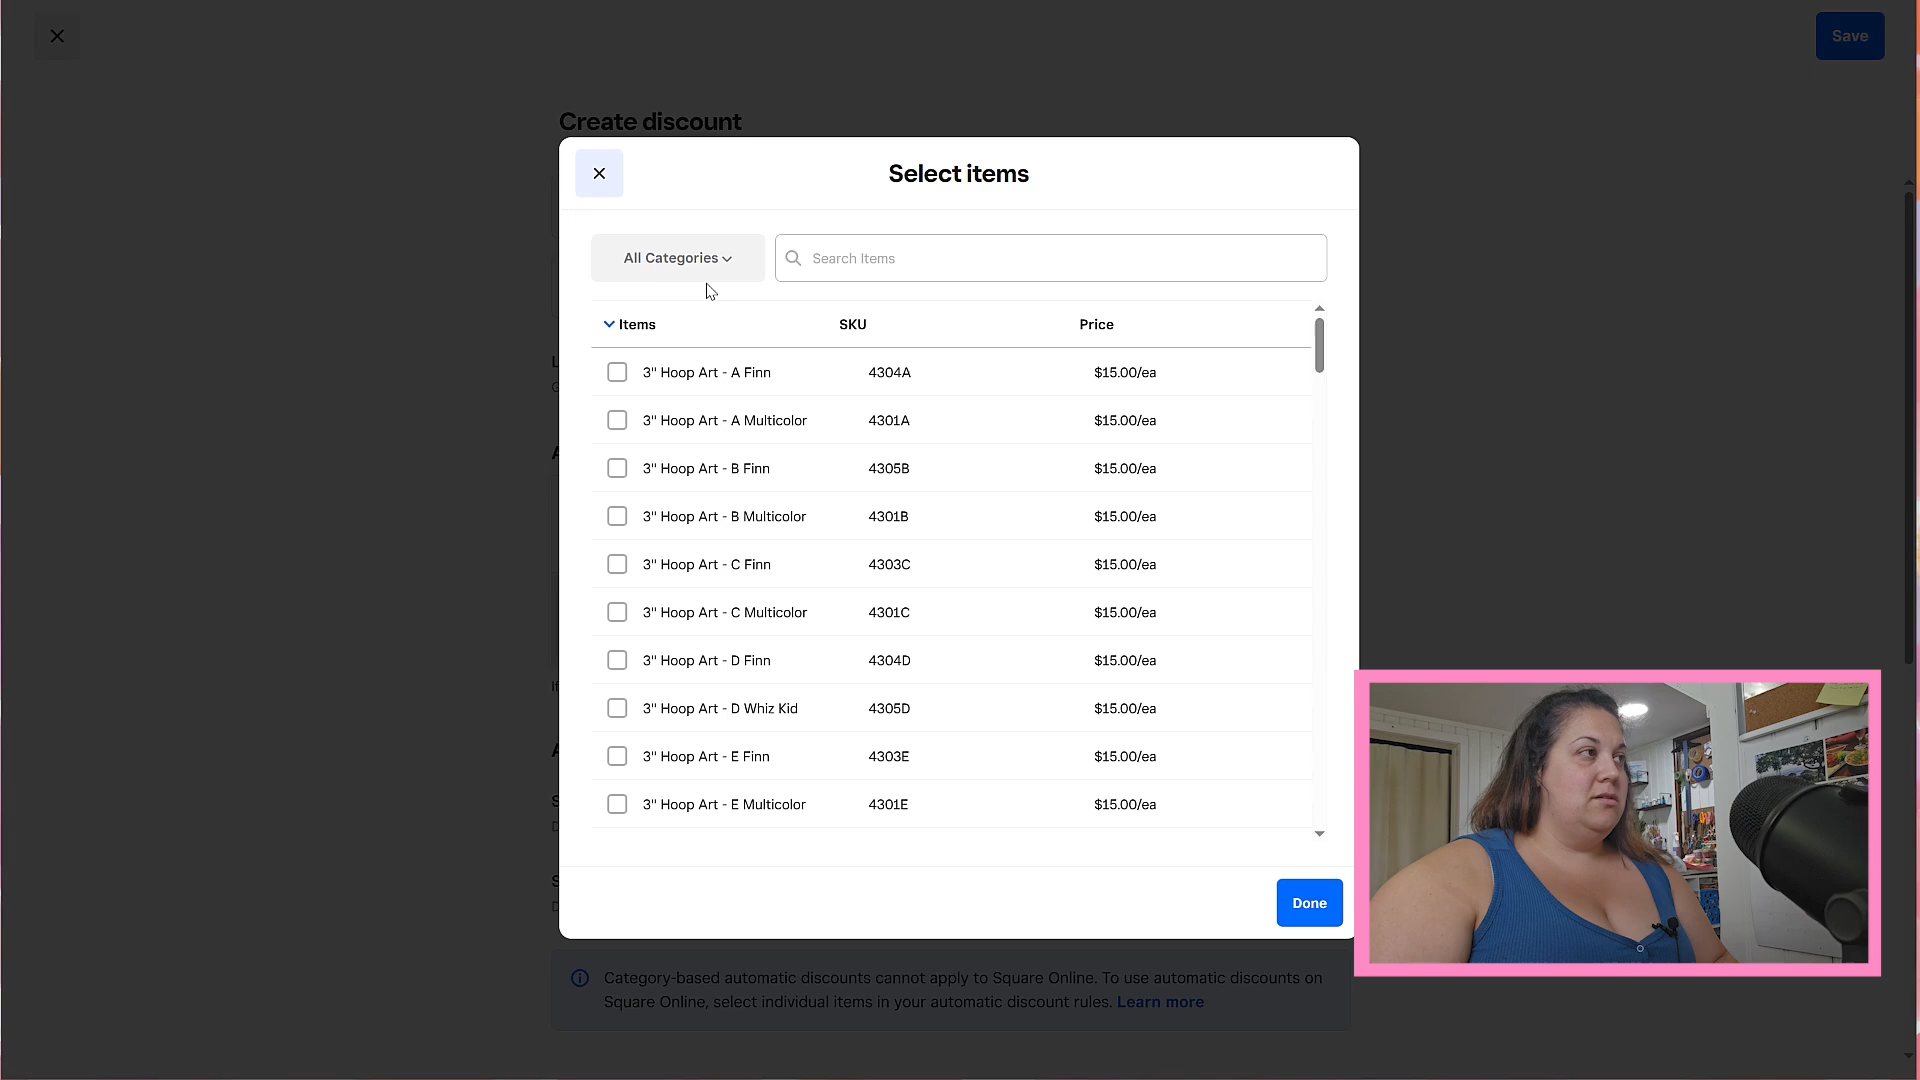 Save
Create discount
Select items
All Categories
Search Items
Items SKU Price
3" Hoop Art - A Finn 4304A $15.00/ea
3" Hoop Art - A Multicolor 4301A $15.00/ea
3" Hoop Art - B Finn 4305B $15.00/ea
3" Hoop Art - B Multicolor 4301B $15.00/ea
3" Hoop Art - C Finn 4303C $15.00/ea
3" Hoop Art - C Multicolor 4301C $15.00/ea
3" Hoop Art - D Finn 4304D $15.00/ea
3" Hoop Art - D Whiz Kid 4305D $15.00/ea
3" Hoop Art - E Finn 4303E $15.00/ea
3" Hoop Art - E Multicolor 4301E $15.00/ea
Done
Category-based automatic discounts cannot apply to Square Online. To use automatic discounts on
Square Online, select individual items in your automatic discount rules. Learn more